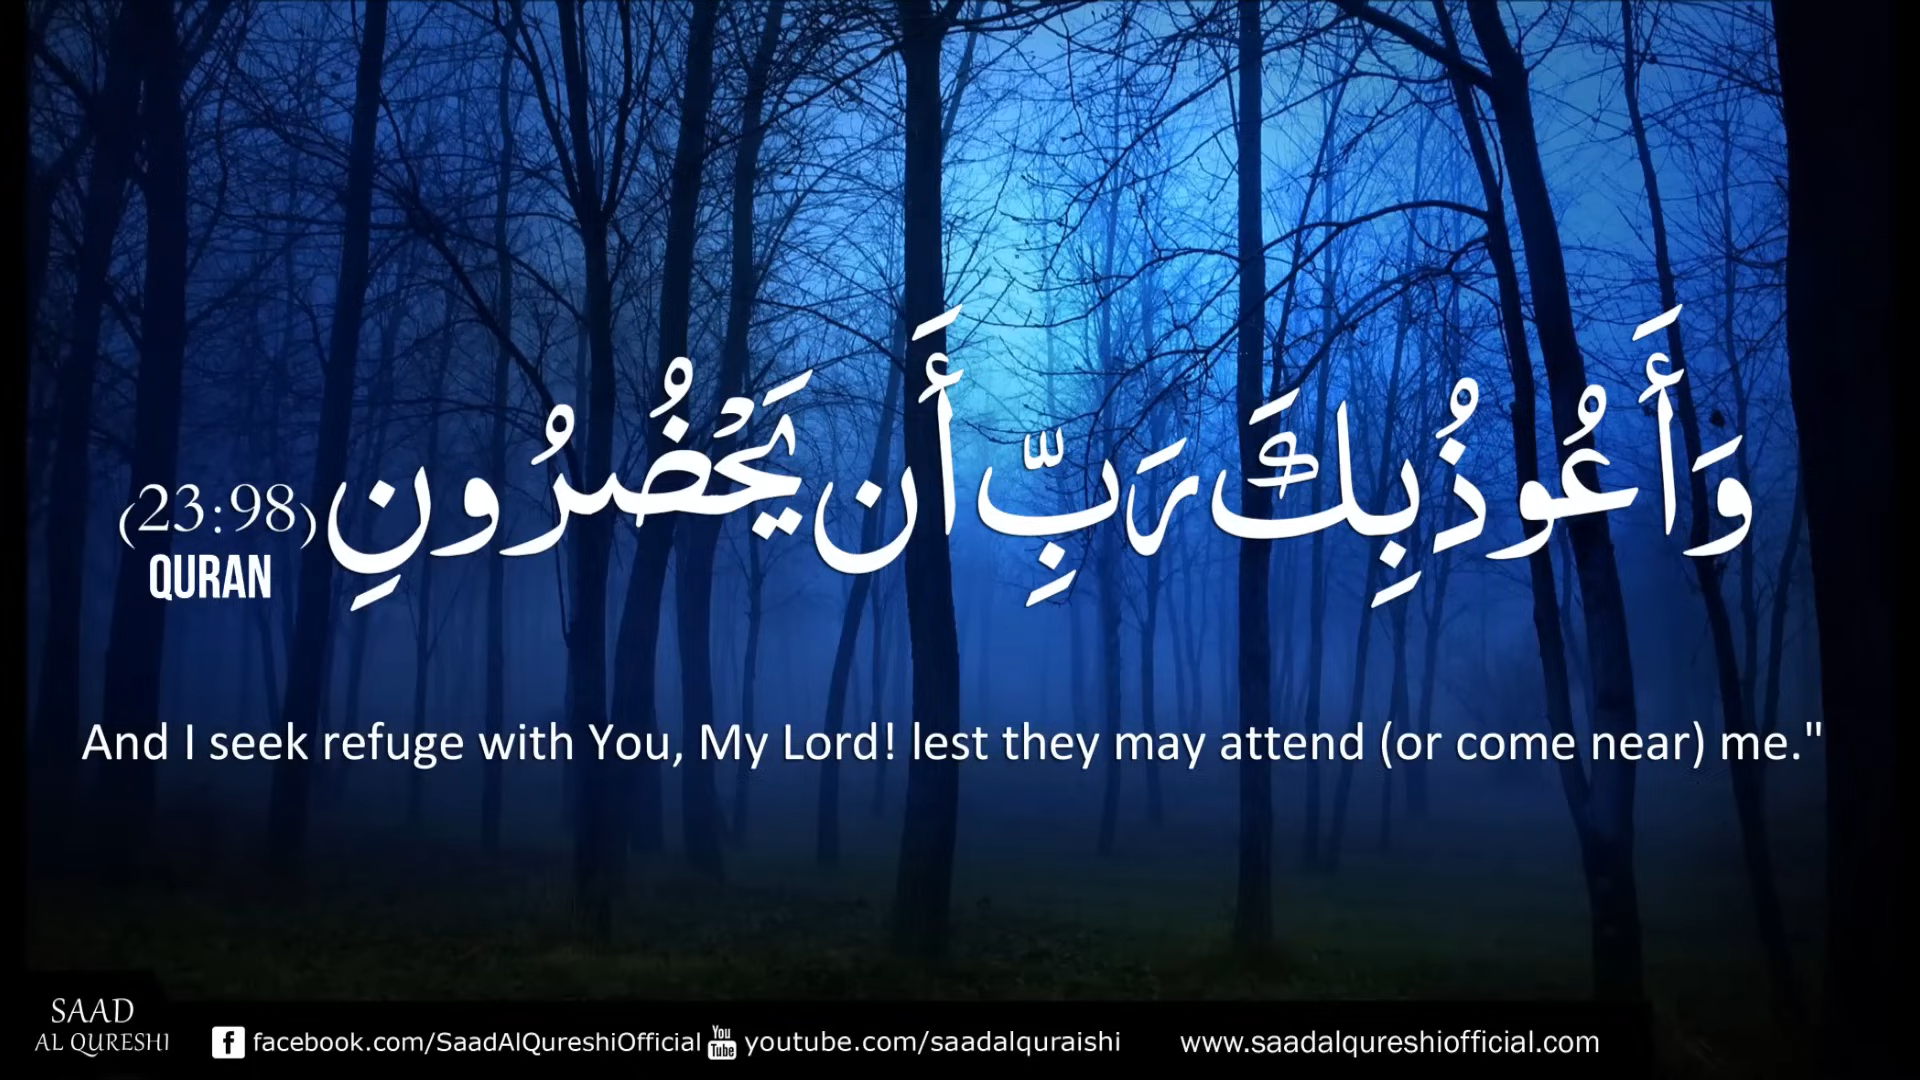 وَأَعُوذُ بِكَ رَبِّ أَن يَحْضُرُونِ (23:98)
QURAN
And I seek refuge with You, My Lord! lest they may attend (or come near) me."
SAAD
AL QURESHI
facebook.com/SaadAlQureshiOfficial You Tube youtube.com/saadalquraishi www.saadalqureshiofficial.com